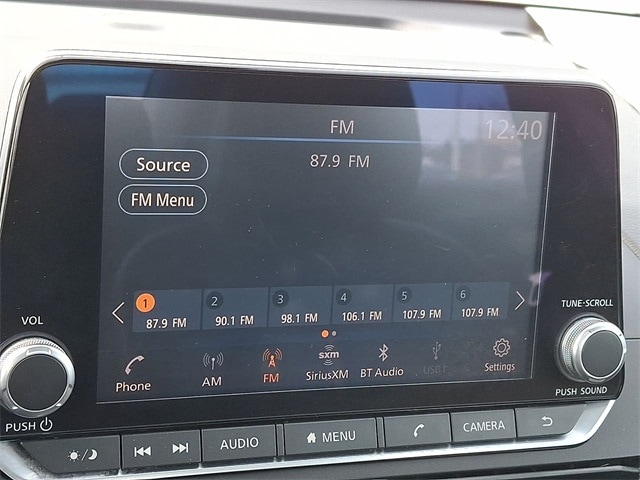 FM
12:40
Source
87.9 FM
FM Menu
1 2 3 4 5 6
87.9 FM 90.1 FM 98.1 FM 106.1 FM 107.9 FM 107.9 FM
sxm
Phone AM FM SiriusXM BT Audio USB Settings
VOL
PUSH
TUNE·SCROLL
PUSH SOUND
AUDIO MENU CAMERA